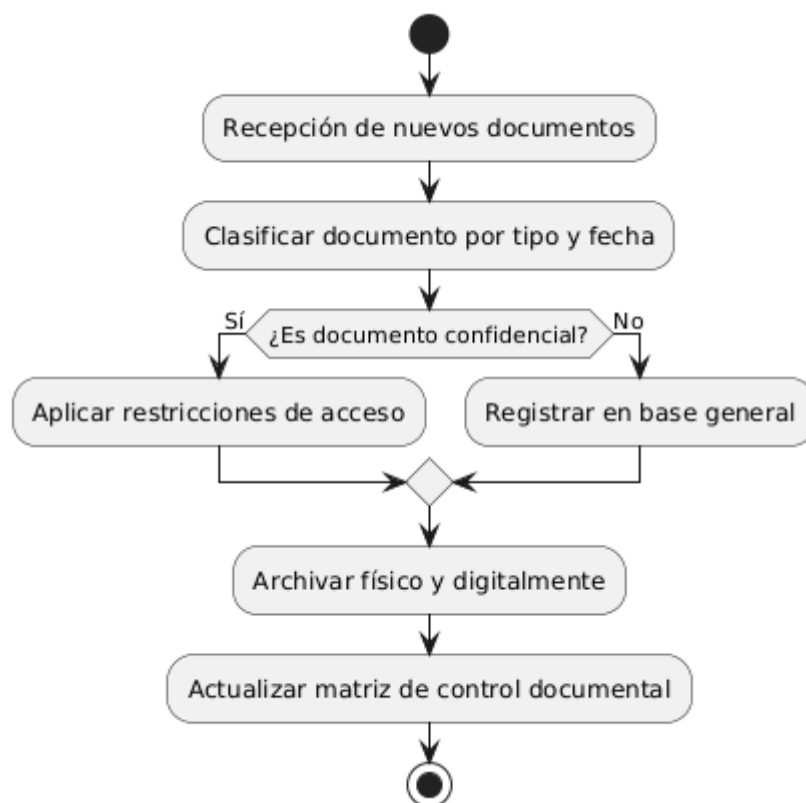 Recepción de nuevos documentos
Clasificar documento por tipo y fecha
Sí
¿Es documento confidencial?
No
Aplicar restricciones de acceso
Registrar en base general
Archivar físico y digitalmente
Actualizar matriz de control documental